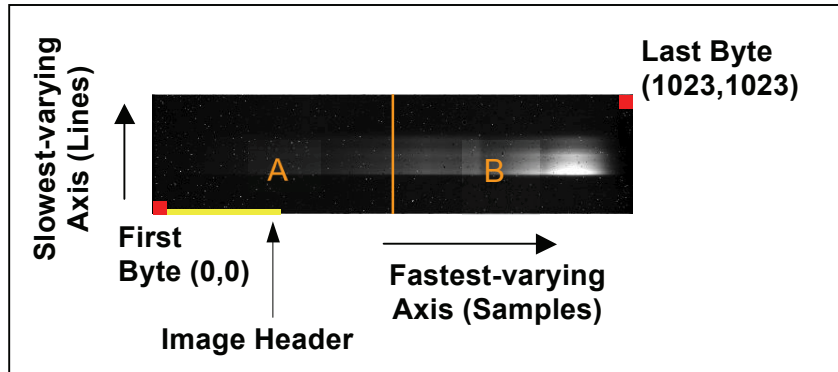 Slowest-varying
Axis (Lines)
Last Byte
(1023,1023)
A
B
First
Byte (0,0)
Fastest-varying
Axis (Samples)
Image Header